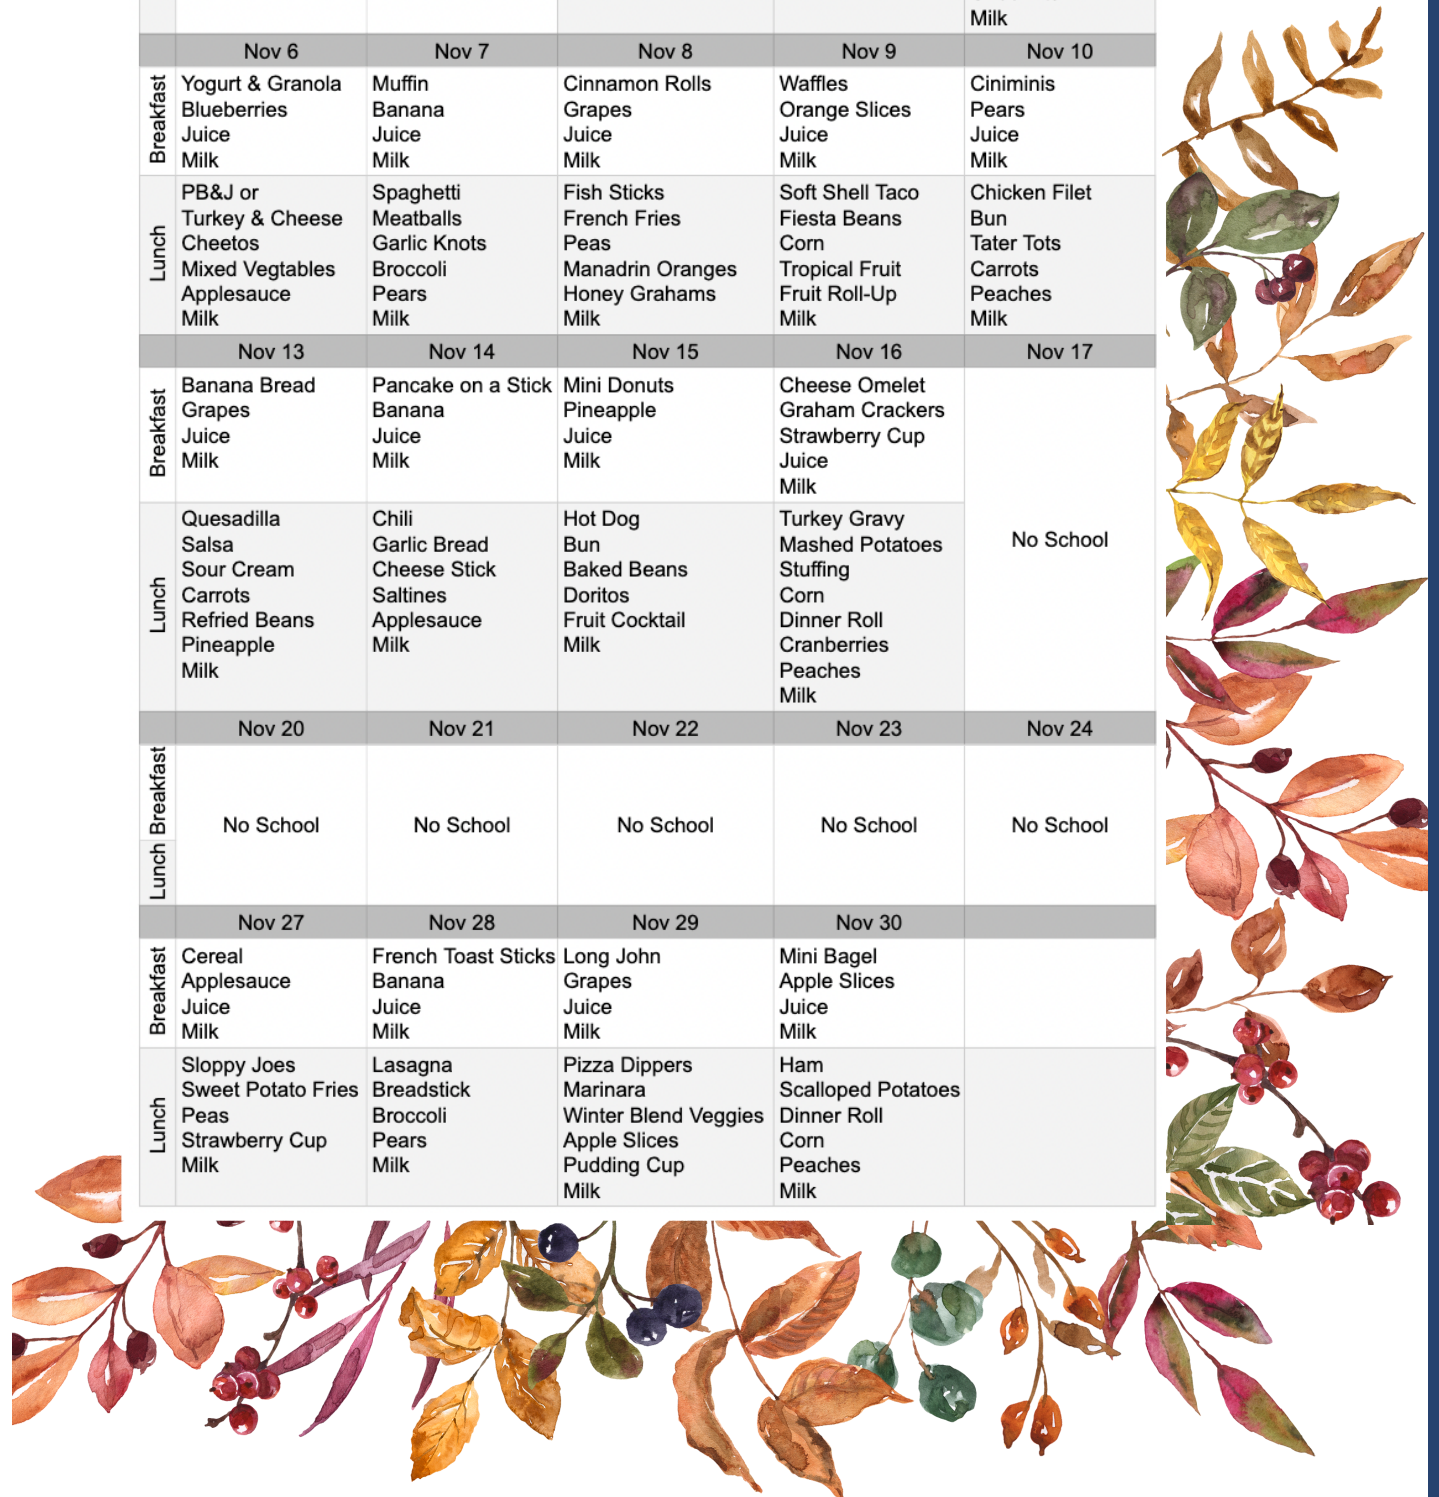 Milk
Nov 6 Nov 7 Nov 8 Nov 9 Nov 10
Breakfast
Yogurt & Granola
Blueberries
Juice
Milk
Muffin
Banana
Juice
Milk
Cinnamon Rolls
Grapes
Juice
Milk
Waffles
Orange Slices
Juice
Milk
Ciniminis
Pears
Juice
Milk
Lunch
PB&J or
Turkey & Cheese
Cheetos
Mixed Vegtables
Applesauce
Milk
Spaghetti
Meatballs
Garlic Knots
Broccoli
Pears
Milk
Fish Sticks
French Fries
Peas
Manadrin Oranges
Honey Grahams
Milk
Soft Shell Taco
Fiesta Beans
Corn
Tropical Fruit
Fruit Roll-Up
Milk
Chicken Filet
Bun
Tater Tots
Carrots
Peaches
Milk
Nov 13 Nov 14 Nov 15 Nov 16 Nov 17
Breakfast
Banana Bread
Grapes
Juice
Milk
Pancake on a Stick
Banana
Juice
Milk
Mini Donuts
Pineapple
Juice
Milk
Cheese Omelet
Graham Crackers
Strawberry Cup
Juice
Milk
No School
Lunch
Quesadilla
Salsa
Sour Cream
Carrots
Refried Beans
Pineapple
Milk
Chili
Garlic Bread
Cheese Stick
Saltines
Applesauce
Milk
Hot Dog
Bun
Baked Beans
Doritos
Fruit Cocktail
Milk
Turkey Gravy
Mashed Potatoes
Stuffing
Corn
Dinner Roll
Cranberries
Peaches
Milk
Nov 20 Nov 21 Nov 22 Nov 23 Nov 24
Breakfast
Lunch
No School
No School
No School
No School
No School
Nov 27 Nov 28 Nov 29 Nov 30
Breakfast
Cereal
Applesauce
Juice
Milk
French Toast Sticks
Banana
Juice
Milk
Long John
Grapes
Juice
Milk
Mini Bagel
Apple Slices
Juice
Milk
Lunch
Sloppy Joes
Sweet Potato Fries
Peas
Strawberry Cup
Milk
Lasagna
Breadstick
Broccoli
Pears
Milk
Pizza Dippers
Marinara
Winter Blend Veggies
Apple Slices
Pudding Cup
Milk
Ham
Scalloped Potatoes
Dinner Roll
Corn
Peaches
Milk